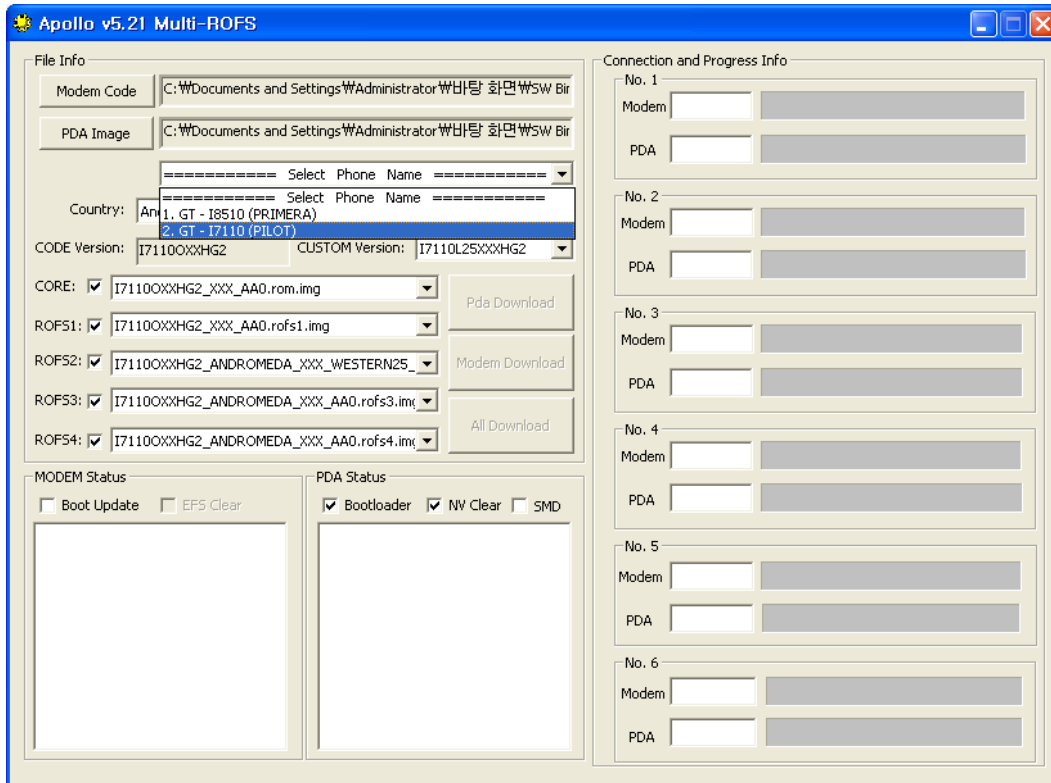 Apollo v5.21 Multi-ROFS
File Info
Modem Code C:₩Documents and Settings₩Administrator₩바탕 화면₩SW Bir
PDA Image C:₩Documents and Settings₩Administrator₩바탕 화면₩SW Bir
=========== Select Phone Name ===========
=========== Select Phone Name ===========
1. GT - I8510 (PRIMERA)
2. GT - I7110 (PILOT)
Country:
CODE Version: I7110OXXHG2 CUSTOM Version: I7110L25XXXHG2
CORE: I7110OXXHG2_XXX_AA0.rom.img
Pda Download
ROFS1: I7110OXXHG2_XXX_AA0.rofs1.img
ROFS2: I7110OXXHG2_ANDROMEDA_XXX_WESTERN25_
Modem Download
ROFS3: I7110OXXHG2_ANDROMEDA_XXX_AA0.rofs3.img
All Download
ROFS4: I7110OXXHG2_ANDROMEDA_XXX_AA0.rofs4.img
MODEM Status
Boot Update EFS Clear
PDA Status
Bootloader NV Clear SMD
Connection and Progress Info
No. 1
Modem
PDA
No. 2
Modem
PDA
No. 3
Modem
PDA
No. 4
Modem
PDA
No. 5
Modem
PDA
No. 6
Modem
PDA